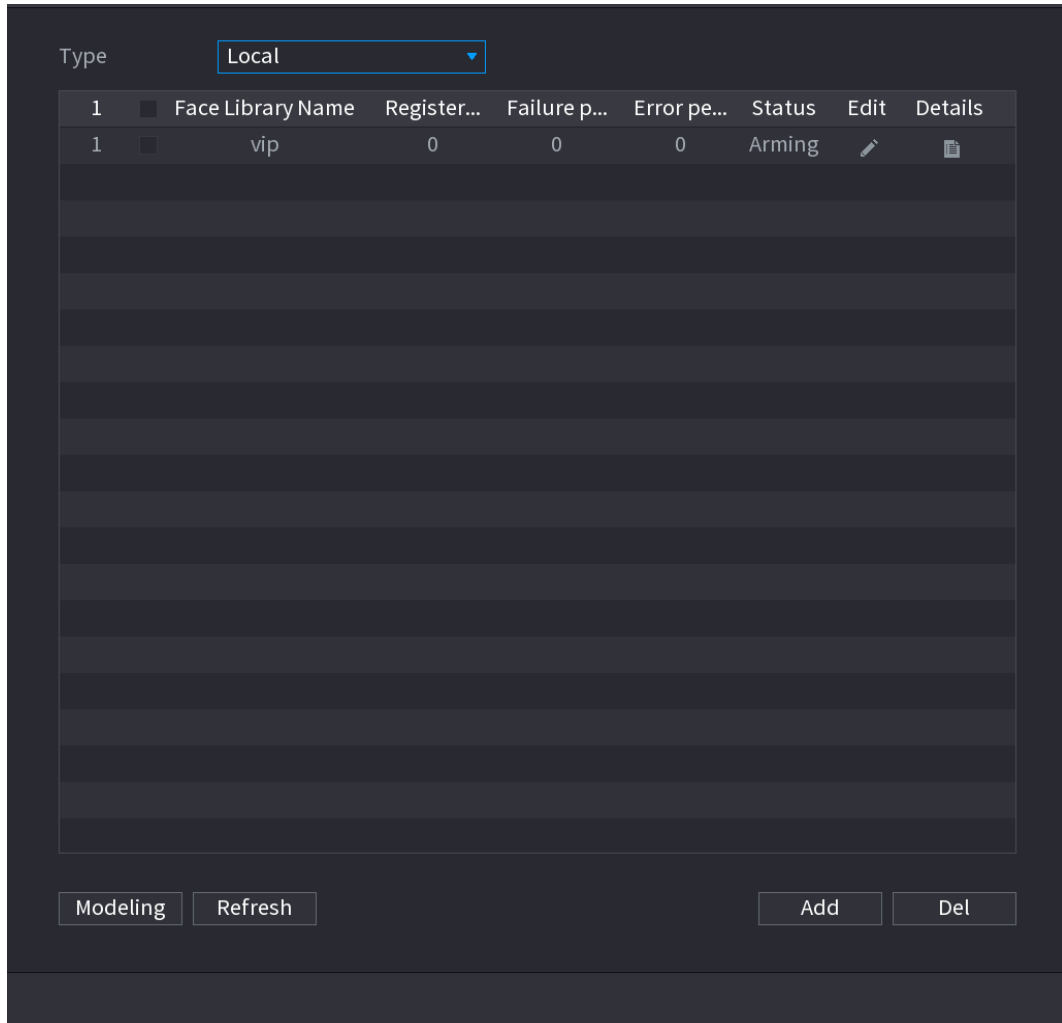 Type Local
1 Face Library Name Register... Failure p... Error pe... Status Edit Details
1 vip 0 0 0 Arming
Modeling Refresh Add Del